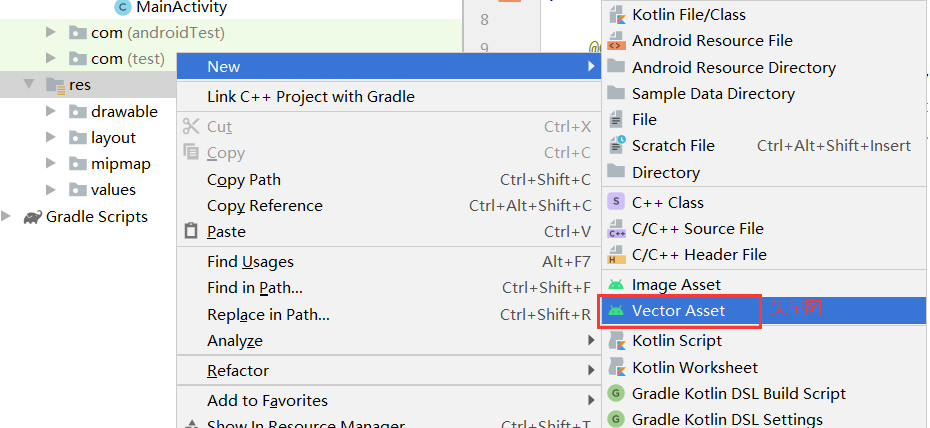 MainActivity
com (androidTest)
com (test)
res
drawable
layout
mipmap
values
Gradle Scripts
8
9
New
Link C++ Project with Gradle
Cut Ctrl+X
Copy Ctrl+C
Copy Path Ctrl+Shift+C
Copy Reference Ctrl+Alt+Shift+C
Paste Ctrl+V
Find Usages Alt+F7
Find in Path... Ctrl+Shift+F
Replace in Path... Ctrl+Shift+R
Analyze
Refactor
Add to Favorites
Show In Resource Manager Ctrl+Shift+T
Kotlin File/Class
Android Resource File
Android Resource Directory
Sample Data Directory
File
Scratch File Ctrl+Alt+Shift+Insert
Directory
C++ Class
C/C++ Source File
C/C++ Header File
Image Asset
Vector Asset
Kotlin Script
Kotlin Worksheet
Gradle Kotlin DSL Build Script
Gradle Kotlin DSL Settings